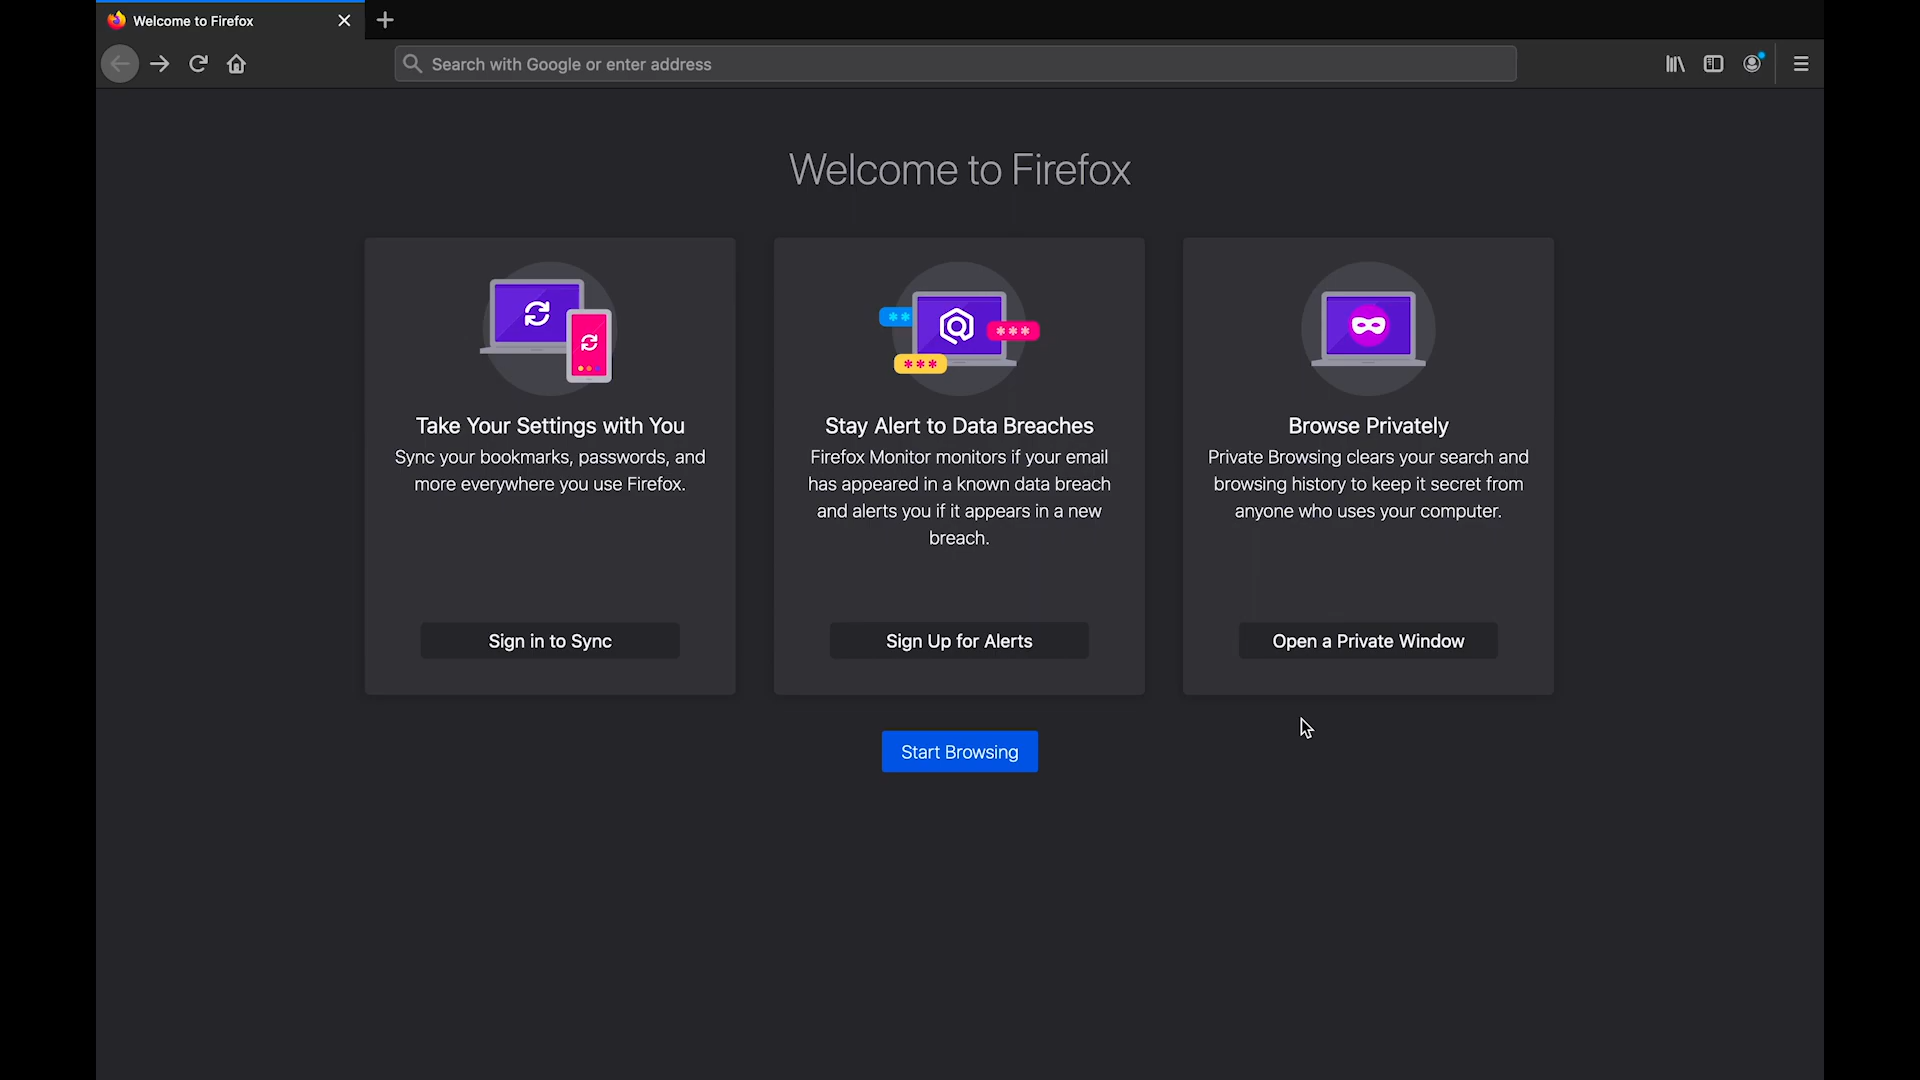 Welcome to Firefox
Search with Google or enter address
Welcome to Firefox
Take Your Settings with You
Sync your bookmarks, passwords, and
more everywhere you use Firefox.
Sign in to Sync
Stay Alert to Data Breaches
Firefox Monitor monitors if your email
has appeared in a known data breach
and alerts you if it appears in a new
breach.
Sign Up for Alerts
Browse Privately
Private Browsing clears your search and
browsing history to keep it secret from
anyone who uses your computer.
Open a Private Window
Start Browsing